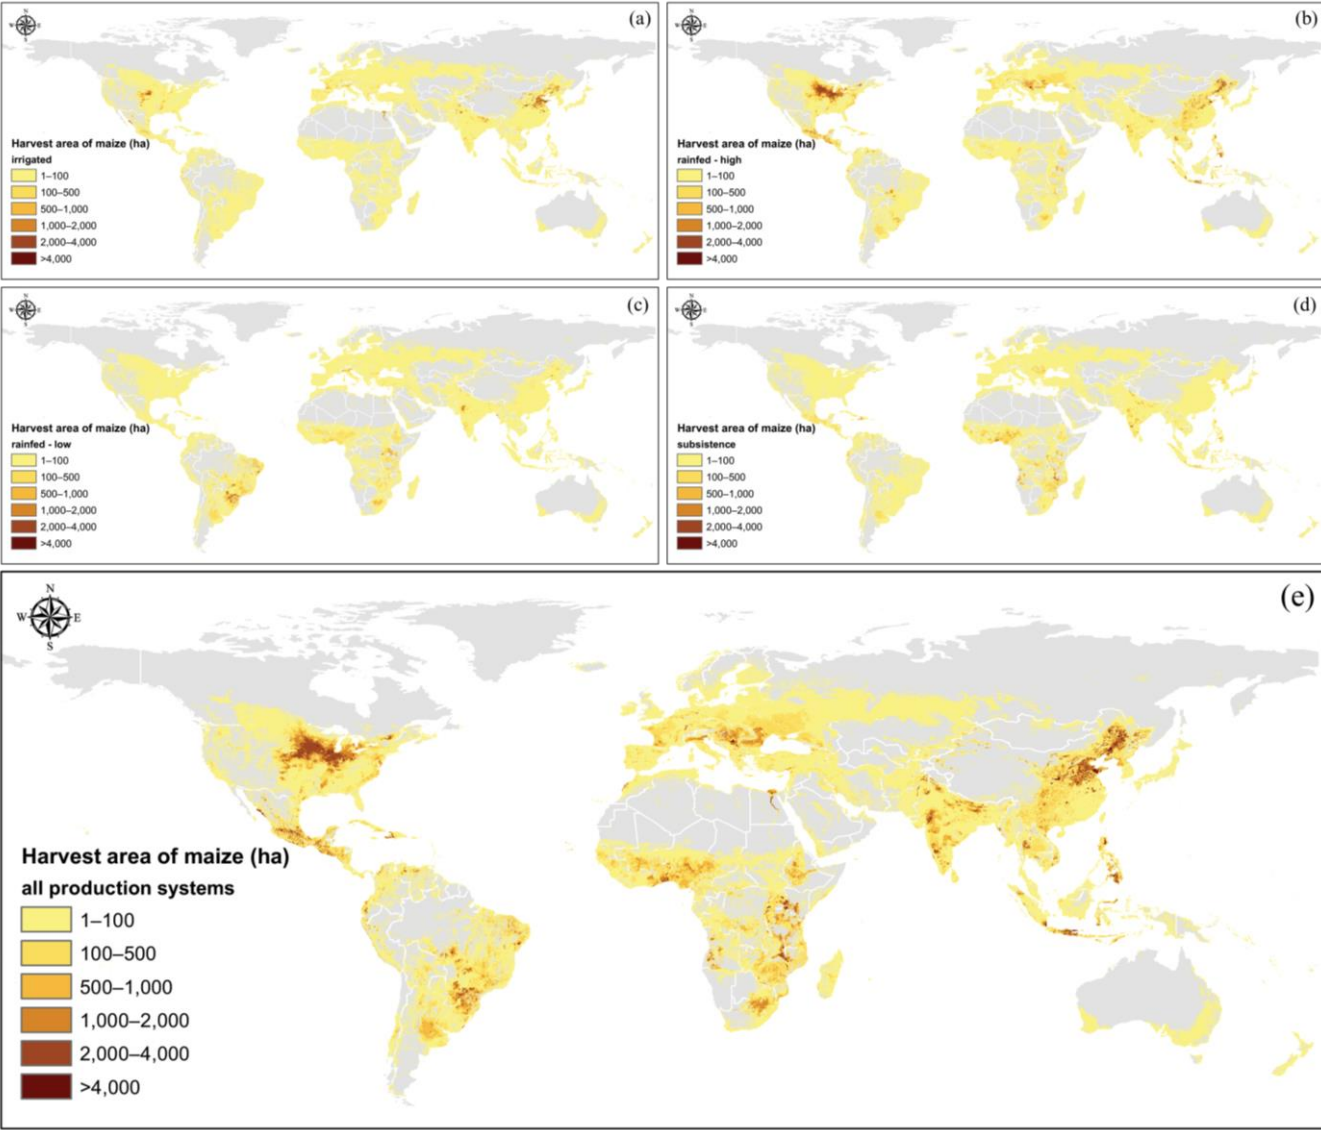 N
W E
S
(a)
Harvest area of maize (ha)
irrigated
1–100
100–500
500–1,000
1,000–2,000
2,000–4,000
>4,000
N
W E
S
(b)
Harvest area of maize (ha)
rainfed - high
1–100
100–500
500–1,000
1,000–2,000
2,000–4,000
>4,000
N
W E
S
(c)
Harvest area of maize (ha)
rainfed - low
1–100
100–500
500–1,000
1,000–2,000
2,000–4,000
>4,000
N
W E
S
(d)
Harvest area of maize (ha)
subsistence
1–100
100–500
500–1,000
1,000–2,000
2,000–4,000
>4,000
N
W E
S
(e)
Harvest area of maize (ha)
all production systems
1–100
100–500
500–1,000
1,000–2,000
2,000–4,000
>4,000